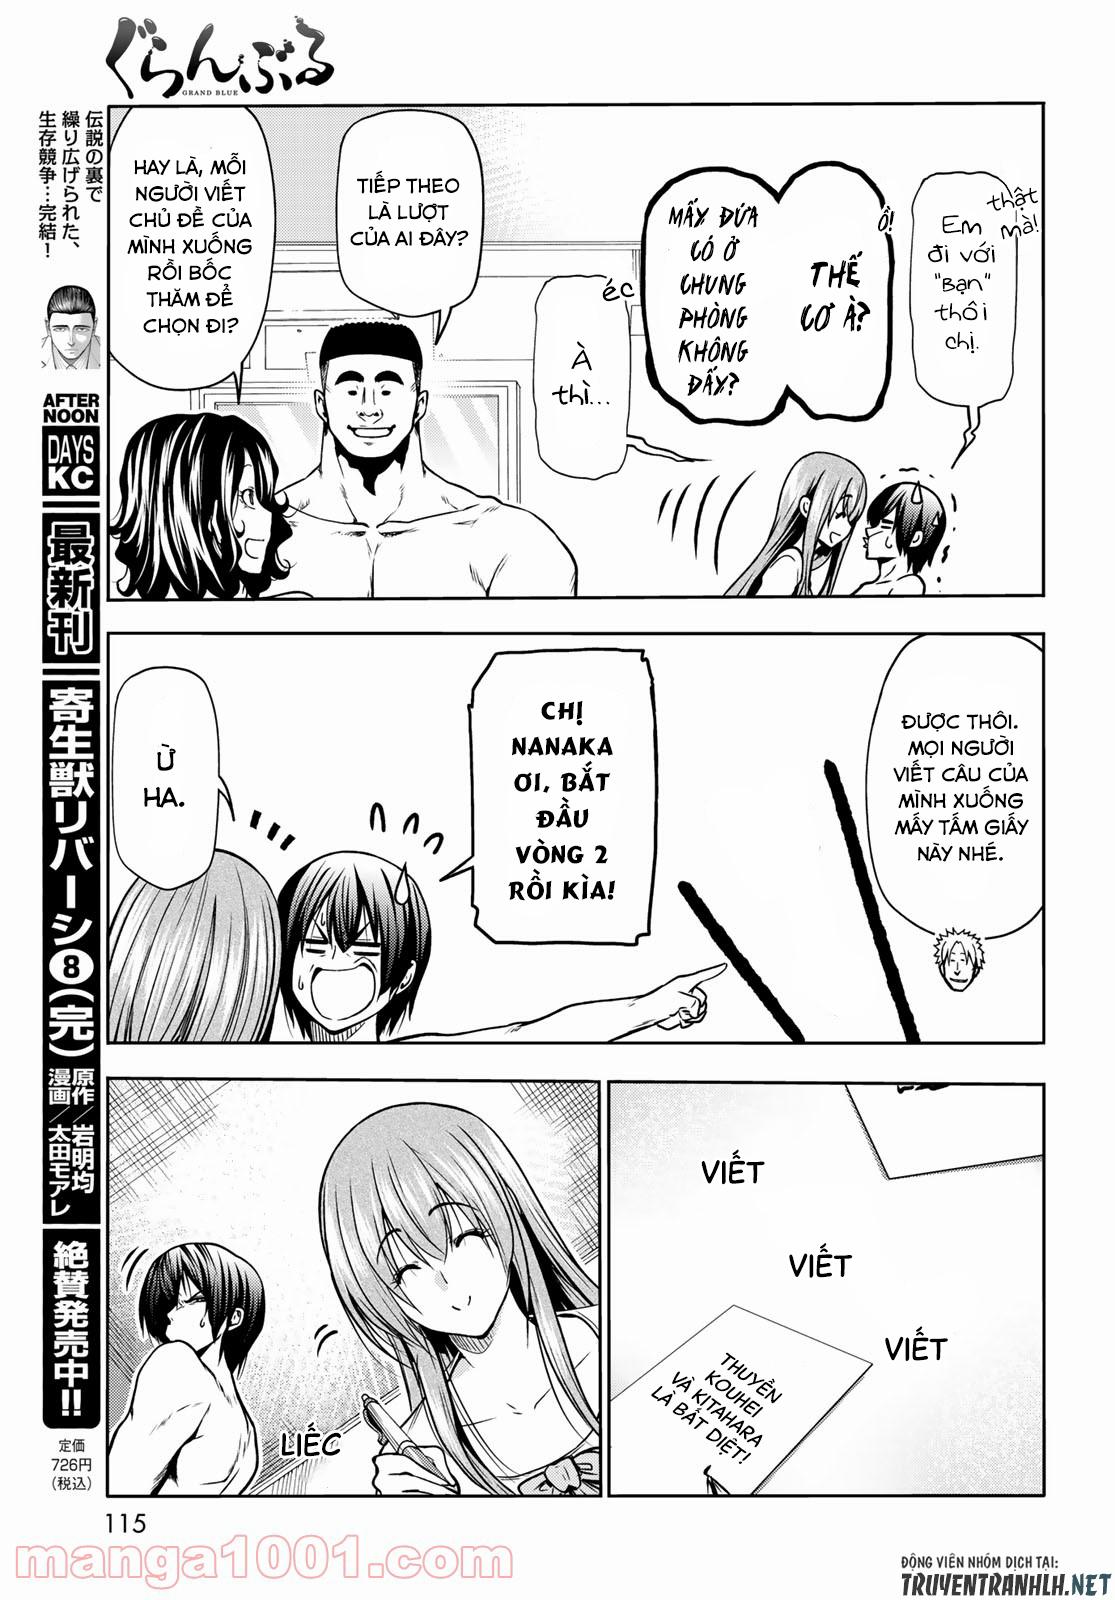 ぐらんぶる
GRAND BLUE
伝説の裏で
繰り広げられた、
生存競争…完結!
AFTER
NOON
DAYS
KC
最新刊
寄生獣リバーシ8(完)
原作/岩明均
漫画/太田モアレ
絶賛発売中!!
定価
726円
(税込)
thật
mà!
Em
đi với
"Bạn"
thôi
chị.
Ồ!
THẾ
CƠ À?
MẤY ĐỨA
CÓ Ở
CHUNG
PHÒNG
KHÔNG
ĐẤY?
éc
À
thì...
TIẾP THEO
LÀ LƯỢT
CỦA AI ĐÂY?
HAY LÀ, MỖI
NGƯỜI VIẾT
CHỦ ĐỀ CỦA
MÌNH XUỐNG
RỒI BỐC
THĂM ĐỂ
CHỌN ĐI?
ĐƯỢC THÔI.
MỌI NGƯỜI
VIẾT CÂU CỦA
MÌNH XUỐNG
MẤY TẤM GIẤY
NÀY NHÉ.
CHỊ
NANAKA
ƠI, BẮT
ĐẦU
VÒNG 2
RỒI KÌA!
Ừ
HA.
VIẾT
VIẾT
VIẾT
THUYỀN
KOUHEI
VÀ KITAHARA
LÀ BẤT DIỆT!
LIẾC
115
manga1001.com
ĐỘNG VIÊN NHÓM DỊCH TẠI:
TRUYENTRANHLH.NET